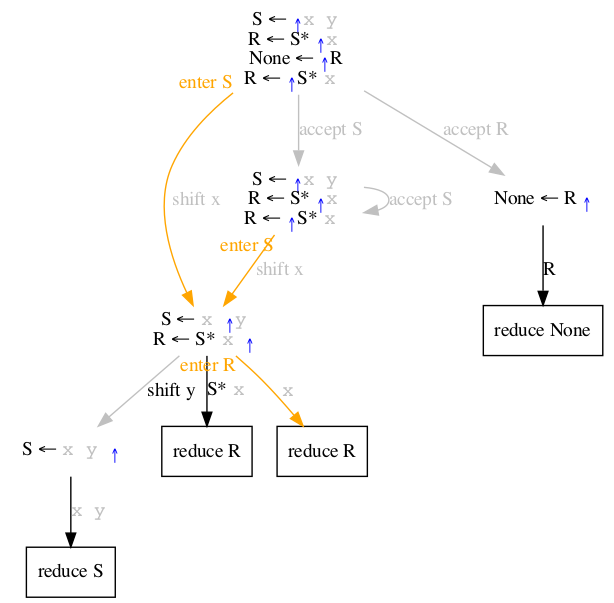 S ← ↑x y
R ← S* ↑x
None ← ↑R
R ← ↑S* x
enter S
accept S
accept R
shift x
S ← ↑x y
R ← S* ↑x
R ← ↑S* x
accept S
None ← R ↑
enter S
shift x
R
S ← x ↑y
R ← S* x ↑
reduce None
enter R
shift y
S* x
x
S ← x y ↑
reduce R
reduce R
x y
reduce S